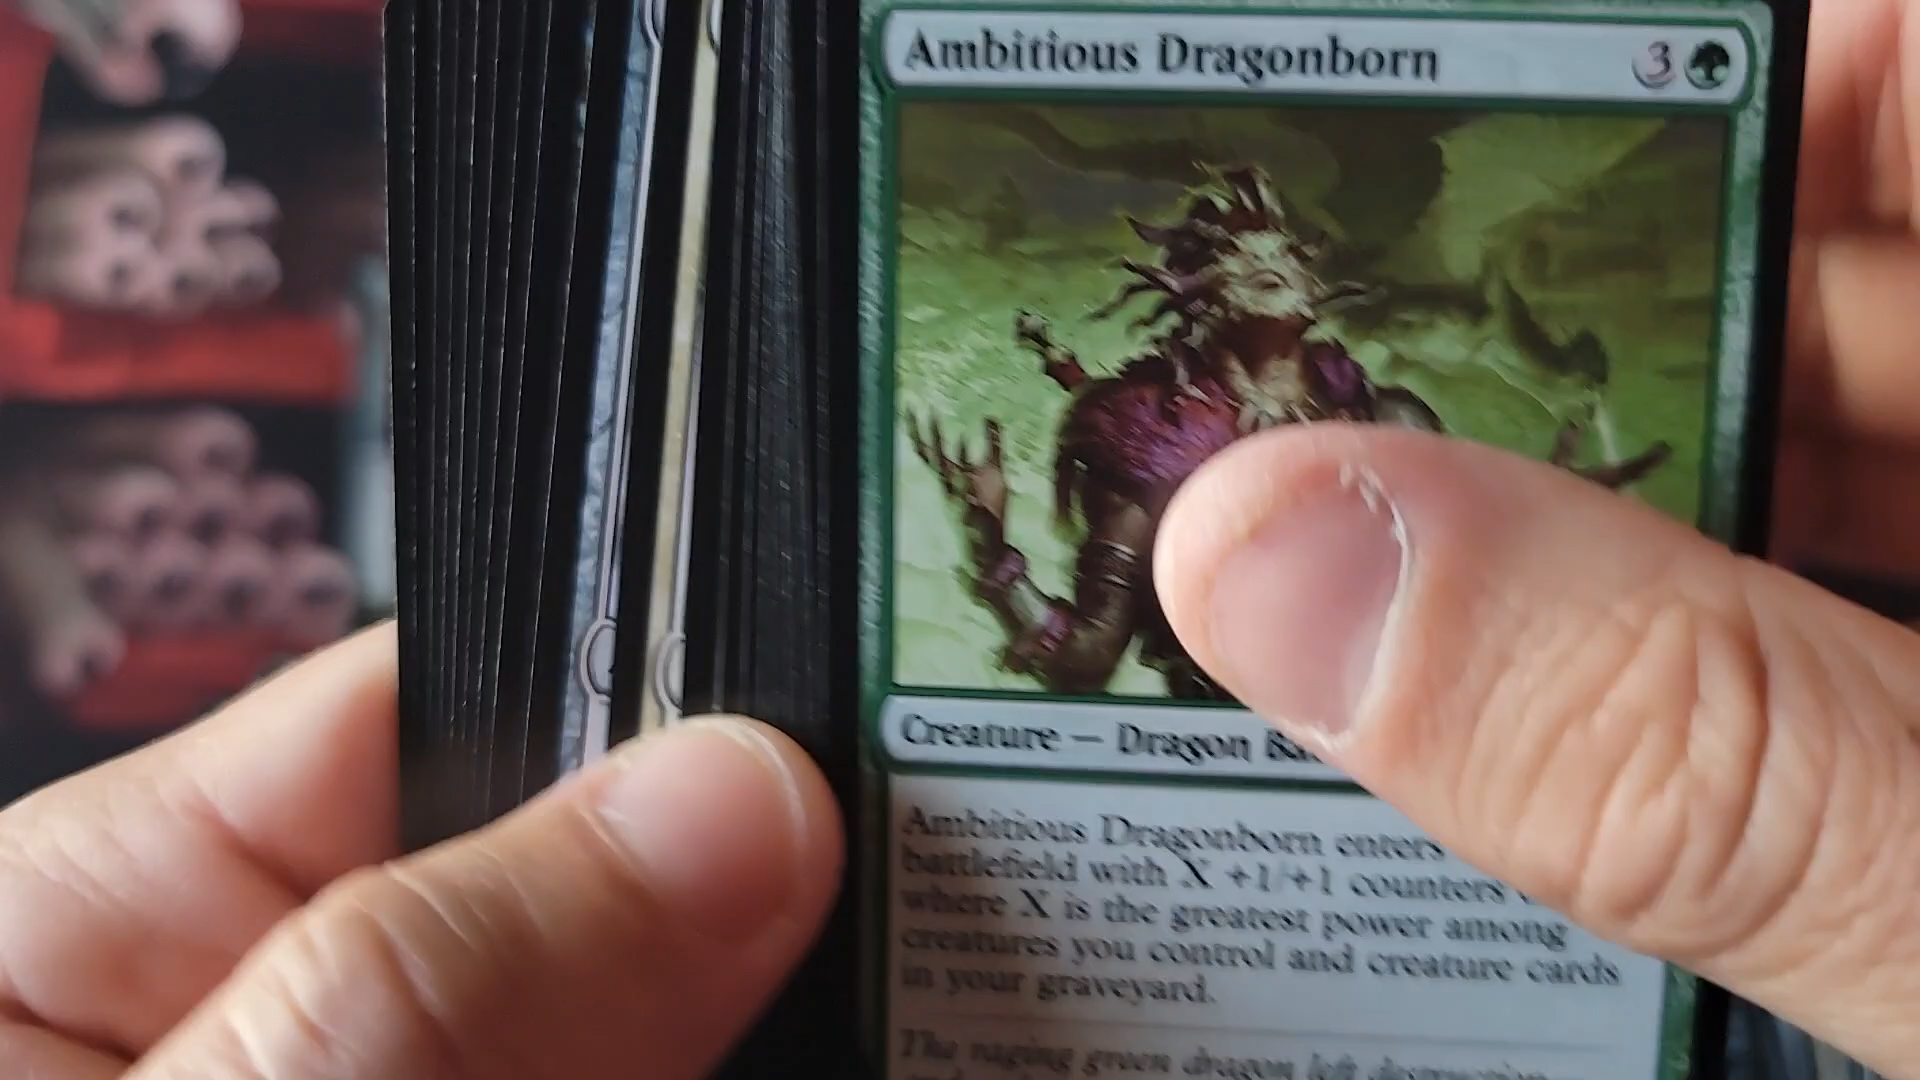 Ambitious Dragonborn 3
Creature — Dragon
Ambitious Dragonborn enters
battlefield with X +1/+1 counters
where X is the greatest power among
creatures you control and creature cards
in your graveyard.
The raging green dragon left destruction